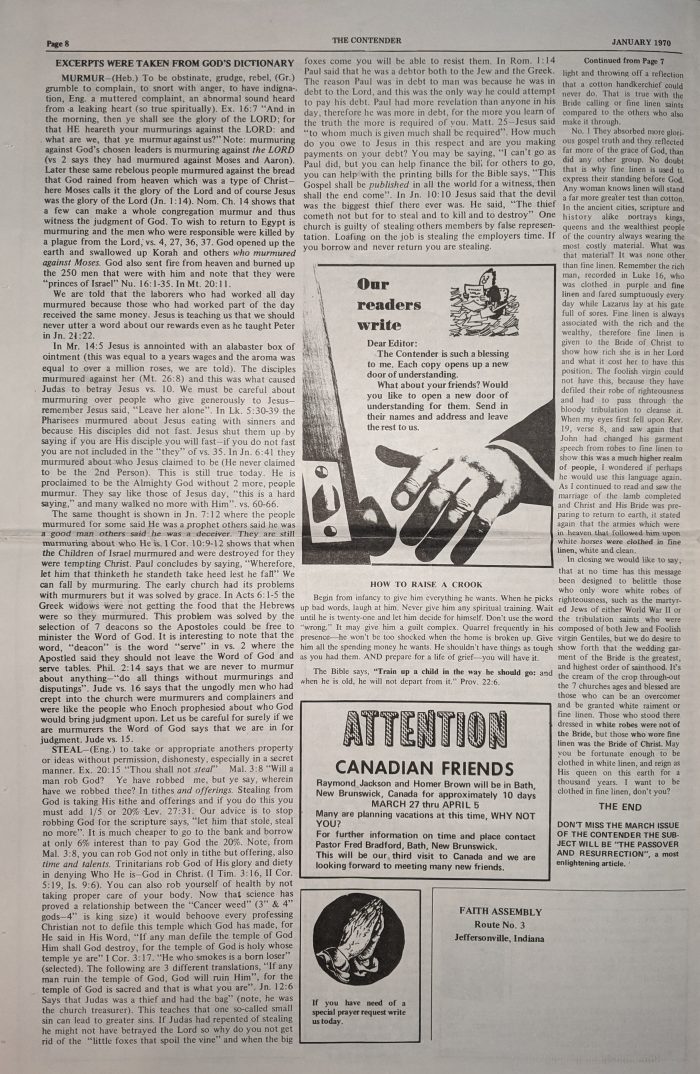 Page 8
THE CONTENDER
JANUARY 1970
EXCERPTS WERE TAKEN FROM GOD'S DICTIONARY
MURMUR—(Heb.) To be obstinate, grudge, rebel, (Gr.)
grumble to complain, to snort with anger, to have indigna-
tion, Eng. a muttered complaint, an abnormal sound heard
from a leaking heart (so true spiritually). Ex. 16:7 "And in
the morning, then ye shall see the glory of the LORD; for
that HE heareth your murmurings against the LORD: and
what are we, that ye murmur against us?" Note: murmuring
against God's chosen leaders is murmuring against the LORD
(vs 2 says they had murmured against Moses and Aaron).
Later these same rebelous people murmured against the bread
that God rained from heaven which was a type of Christ—
here Moses calls it the glory of the Lord and of course Jesus
was the glory of the Lord (Jn. 1:14). Nom. Ch. 14 shows that
a few can make a whole congregation murmur and thus
witness the judgment of God. To wish to return to Egypt is
murmuring and the men who were responsible were killed by
a plague from the Lord, vs. 4, 27, 36, 37. God opened up the
earth and swallowed up Korah and others who murmured
against Moses. God also sent fire from heaven and burned up
the 250 men that were with him and note that they were
"princes of Israel" Nu. 16:1-35. In Mt. 20:11.
We are told that the laborers who had worked all day
murmured because those who had worked part of the day
received the same money. Jesus is teaching us that we should
never utter a word about our rewards even as he taught Peter
in Jn. 21:22.
In Mr. 14:5 Jesus is annointed with an alabaster box of
ointment (this was equal to a years wages and the aroma was
equal to over a million roses, we are told). The disciples
murmured against her (Mt. 26:8) and this was what caused
Judas to betray Jesus vs. 10. We must be careful about
murmuring over people who give generously to Jesus—
remember Jesus said, "Leave her alone". In Lk. 5:30-39 the
Pharisees murmured about Jesus eating with sinners and
because His disciples did not fast. Jesus shut them up by
saying if you are His disciple you will fast—if you do not fast
you are not included in the "they" of vs. 35. In Jn. 6:41 they
murmured about who Jesus claimed to be (He never claimed
to be the 2nd Person). This is still true today. He is
proclaimed to be the Almighty God without 2 more, people
murmur. They say like those of Jesus day, "this is a hard
saying," and many walked no more with Him". vs. 60-66.
The same thought is shown in Jn. 7:12 where the people
murmured for some said He was a prophet others said he was
a good man others said he was a deceiver. They are still
murmuring about who He is. 1 Cor. 10:9-12 shows that when
the Children of Israel murmured and were destroyed for they
were tempting Christ. Paul concludes by saying, "Wherefore,
let him that thinketh he standeth take heed lest he fall" We
can fall by murmuring. The early church had its problems
with murmurers but it was solved by grace. In Acts 6:1-5 the
Greek widows were not getting the food that the Hebrews
were so they murmured. This problem was solved by the
selection of 7 deacons so the Apostoles could be free to
minister the Word of God. It is interesting to note that the
word, "deacon" is the word "serve" in vs. 2 where the
Apostled said they should not leave the Word of God and
serve tables. Phil. 2:14 says that we are never to murmur
about anything—"do all things without murmurings and
disputings". Jude vs. 16 says that the ungodly men who had
crept into the church were murmurers and complainers and
were like the people who Enoch prophesied about who God
would bring judgment upon. Let us be careful for surely if we
are murmurers the Word of God says that we are in for
judgment. Jude vs. 15.
STEAL—(Eng.) to take or appropriate anothers property
or ideas without permission, dishonesty, especially in a secret
manner. Ex. 20:15 "Thou shall not steal" Mal. 3:8 "Will a
man rob God? Ye have robbed me, but ye say, wherein
have we robbed thee? In tithes and offerings. Stealing from
God is taking His tithe and offerings and if you do this you
must add 1/5 or 20% Lev. 27:31. Our advice is to stop
robbing God for the scripture says, "let him that stole, steal
no more". It is much cheaper to go to the bank and borrow
at only 6% interest than to pay God the 20%. Note, from
Mal. 3:8, you can rob God not only in tithe but offering, also
time and talents. Trinitarians rob God of His glory and diety
in denying Who He is—God in Christ. (I Tim. 3:16, II Cor.
5:19, Is. 9:6). You can also rob yourself of health by not
taking proper care of your body. Now that science has
proved a relationship between the "Cancer weed" (3" & 4"
gods—4" is king size) it would behoove every professing
Christian not to defile this temple which God has made, for
He said in His Word, "If any man defile the temple of God
Him shall God destroy, for the temple of God is holy whose
temple ye are" I Cor. 3:17. "He who smokes is a born loser"
(selected). The following are 3 different translations, "If any
man ruin the temple of God, God will ruin Him", for the
temple of God is sacred and that is what you are". Jn. 12:6
Says that Judas was a thief and had the bag" (note, he was
the church treasurer). This teaches that one so-called small
sin can lead to greater sins. If Judas had repented of stealing
he might not have betrayed the Lord so why do you not get
rid of the "little foxes that spoil the vine" and when the big
foxes come you will be able to resist them. In Rom. 1:14
Paul said that he was a debtor both to the Jew and the Greek.
The reason Paul was in debt to man was because he was in
debt to the Lord, and this was the only way he could attempt
to pay his debt. Paul had more revelation than anyone in his
day, therefore he was more in debt, for the more you learn of
the truth the more is required of you. Matt. 25—Jesus said
"to whom much is given much shall be required". How much
do you owe to Jesus in this respect and are you making
payments on your debt? You may be saying, "I can't go as
Paul did, but you can help finance the bill for others to go,
you can help with the printing bills for the Bible says, "This
Gospel shall be published in all the world for a witness, then
shall the end come". In Jn. 10:10 Jesus said that the devil
was the biggest thief there ever was. He said, "The thief
cometh not but for to steal and to kill and to destroy" One
church is guilty of stealing others members by false represen-
tation. Loafing on the job is stealing the employers time. If
you borrow and never return you are stealing.
Our
readers
write
Dear Editor:
The Contender is such a blessing
to me. Each copy opens up a new
door of understanding.
What about your friends? Would
you like to open a new door of
understanding for them. Send in
their names and address and leave
the rest to us.
HOW TO RAISE A CROOK
Begin from infancy to give him everything he wants. When he picks
up bad words, laugh at him. Never give him any spiritual training. Wait
until he is twenty-one and let him decide for himself. Don't use the word
"wrong." It may give him a guilt complex. Quarrel frequently in his
presence—he won't be too shocked when the home is broken up. Give
him all the spending money he wants. He shouldn't have things as tough
as you had them. AND prepare for a life of grief—you will have it.
The Bible says, "Train up a child in the way he should go: and
when he is old, he will not depart from it." Prov. 22:6.
ATTENTION
CANADIAN FRIENDS
Raymond Jackson and Homer Brown will be in Bath,
New Brunswick, Canada for approximately 10 days
MARCH 27 thru APRIL 5
Many are planning vacations at this time, WHY NOT
YOU?
For further information on time and place contact
Pastor Fred Bradford, Bath, New Brunswick.
This will be our third visit to Canada and we are
looking forward to meeting many new friends.
If you have need of a
special prayer request write
us today.
FAITH ASSEMBLY
Route No. 3
Jeffersonville, Indiana
Continued from Page 7
light and throwing off a reflection
that a cotton handkerchief could
never do. That is true with the
Bride calling or fine linen saints
compared to the others who also
make it through.
No. 1 They absorbed more glori-
ous gospel truth and they reflected
far more of the grace of God, than
did any other group. No doubt
that is why fine linen is used to
express their standing before God.
Any woman knows linen will stand
a far more greater test than cotton.
In the ancient cities, scripture and
history alike portrays kings,
queens and the wealthiest people
of the country always wearing the
most costly material. What was
that material? It was none other
than fine linen. Remember the rich
man, recorded in Luke 16, who
was clothed in purple and fine
linen and fared sumptuously every
day while Lazarus lay at his gate
full of sores. Fine linen is always
associated with the rich and the
wealthy, therefore fine linen is
given to the Bride of Christ to
show how rich she is in her Lord
and what it cost her to have this
position. The foolish virgin could
not have this, because they have
defiled their robe of righteousness
and had to pass through the
bloody tribulation to cleanse it.
When my eyes first fell upon Rev.
19, verse 8, and saw again that
John had changed his garment
speech from robes to fine linen to
show this was a much higher realm
of people, I wondered if perhaps
he would use this language again.
As I continued to read and saw the
marriage of the lamb completed
and Christ and His Bride was pre-
paring to return to earth, it stated
again that the armies which were
in heaven that followed him upon
white horses were clothed in fine
linen, white and clean.
In closing we would like to say,
that at no time has this message
been designed to belittle those
who only wore white robes of
righteousness, such as the martyr-
ed Jews of either World War II or
the tribulation saints who were
composed of both Jew and Foolish
virgin Gentiles, but we do desire to
show forth that the wedding gar-
ment of the Bride is the greatest,
and highest order of sainthood. It's
the cream of the crop through-out
the 7 church ages and blessed are
those who can be an overcomer
and be granted white raiment or
fine linen. Those who stood there
dressed in white robes were not of
the Bride, but those who wore fine
linen was the Bride of Christ. May
you be fortunate enough to be
clothed in white linen, and reign as
His queen on this earth for a
thousand years. I want to be
clothed in fine linen, don't you?
THE END
DON'T MISS THE MARCH ISSUE
OF THE CONTENDER THE SUB-
JECT WILL BE "THE PASSOVER
AND RESURRECTION", a most
enlightening article.